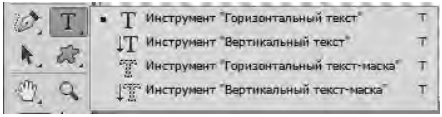 Инструмент "Горизонтальный текст" T
Инструмент "Вертикальный текст" T
Инструмент "Горизонтальный текст-маска" T
Инструмент "Вертикальный текст-маска" T